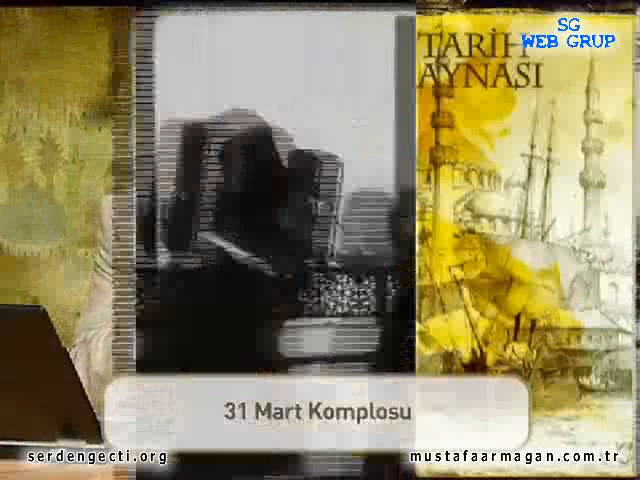 SG
WEB GRUP
TARİH
AYNASI
31 Mart Komplosu
serdengecti.org
mustafaarmagan.com.tr